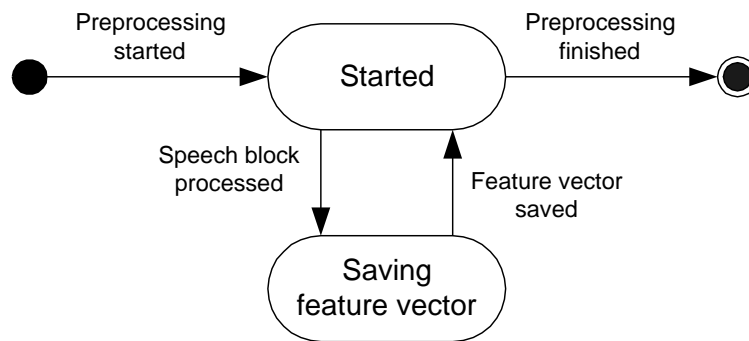 Preprocessing
started
Started
Preprocessing
finished
Speech block
processed
Feature vector
saved
Saving
feature vector